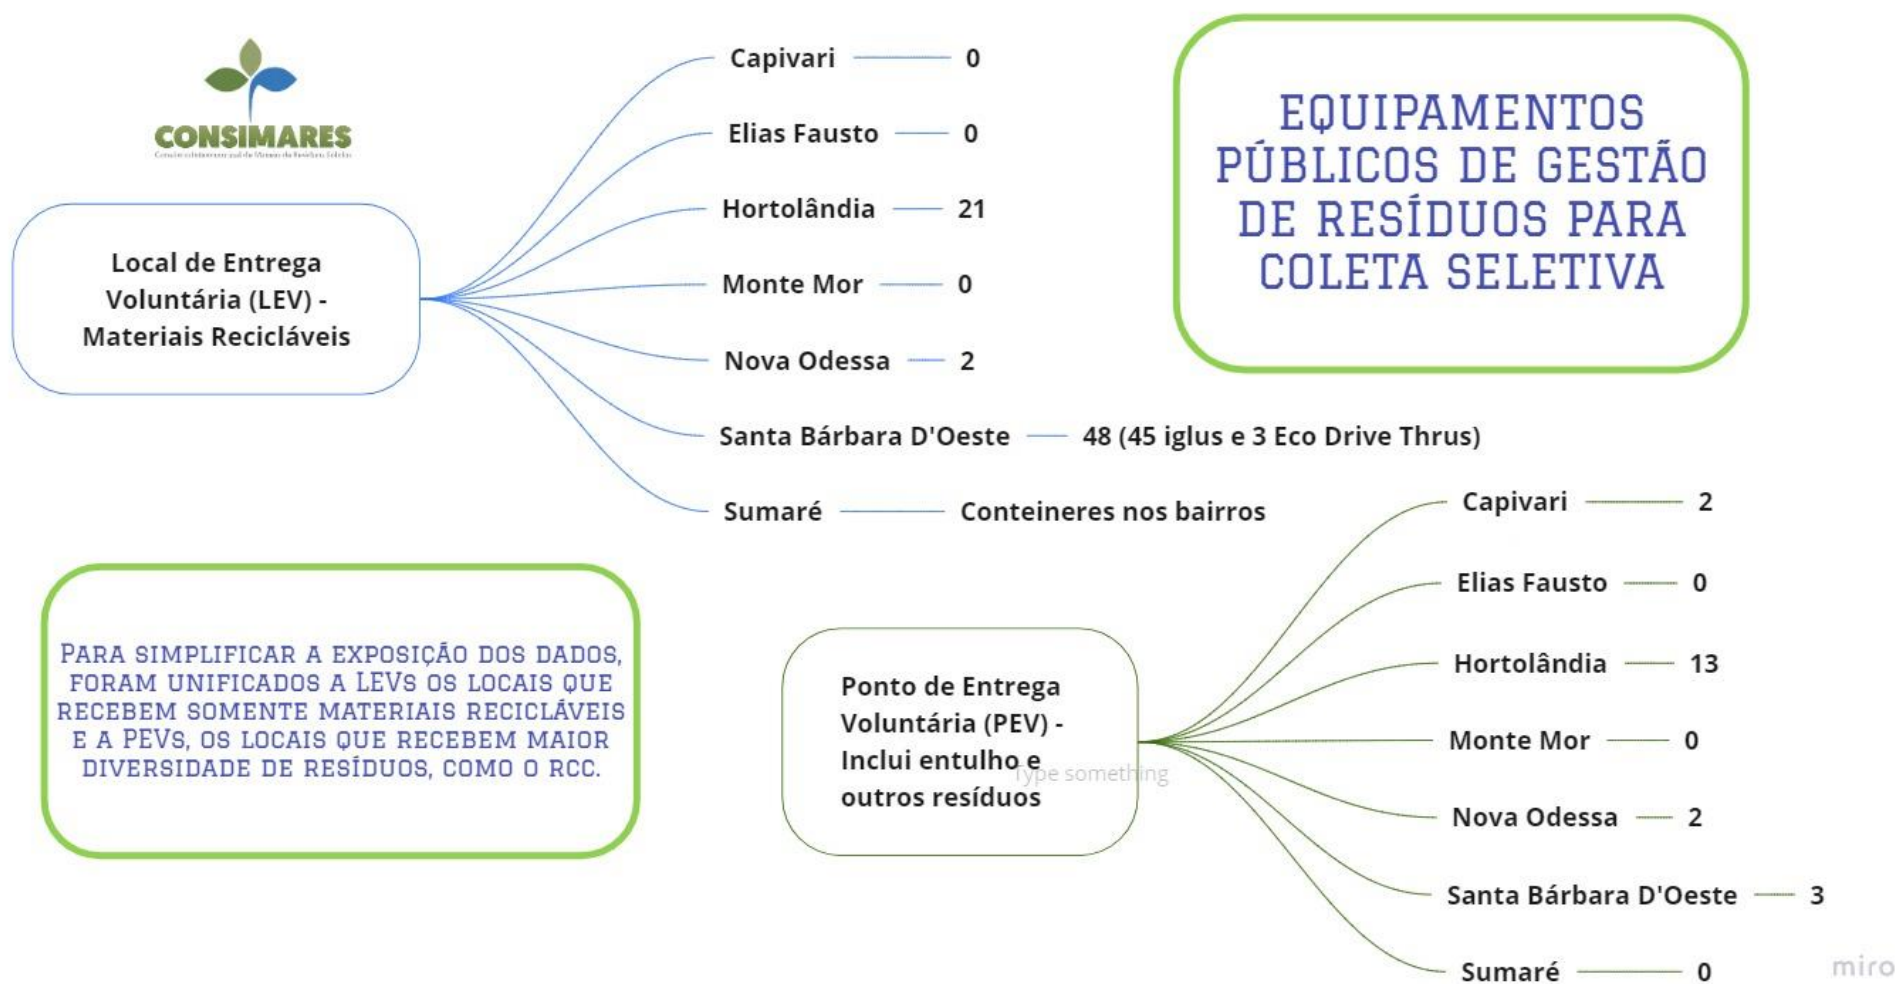 CONSIMARES
EQUIPAMENTOS
PÚBLICOS DE GESTÃO
DE RESÍDUOS PARA
COLETA SELETIVA
Local de Entrega
Voluntária (LEV) -
Materiais Recicláveis
Capivari 0
Elias Fausto 0
Hortolândia 21
Monte Mor 0
Nova Odessa 2
Santa Bárbara D'Oeste 48 (45 iglus e 3 Eco Drive Thrus)
Sumaré Conteineres nos bairros
PARA SIMPLIFICAR A EXPOSIÇÃO DOS DADOS,
FORAM UNIFICADOS A LEVS OS LOCAIS QUE
RECEBEM SOMENTE MATERIAIS RECICLÁVEIS
E A PEVS, OS LOCAIS QUE RECEBEM MAIOR
DIVERSIDADE DE RESÍDUOS, COMO O RCC.
Ponto de Entrega
Voluntária (PEV) -
Inclui entulho e
outros resíduos
Type something
Capivari 2
Elias Fausto 0
Hortolândia 13
Monte Mor 0
Nova Odessa 2
Santa Bárbara D'Oeste 3
Sumaré 0
miro